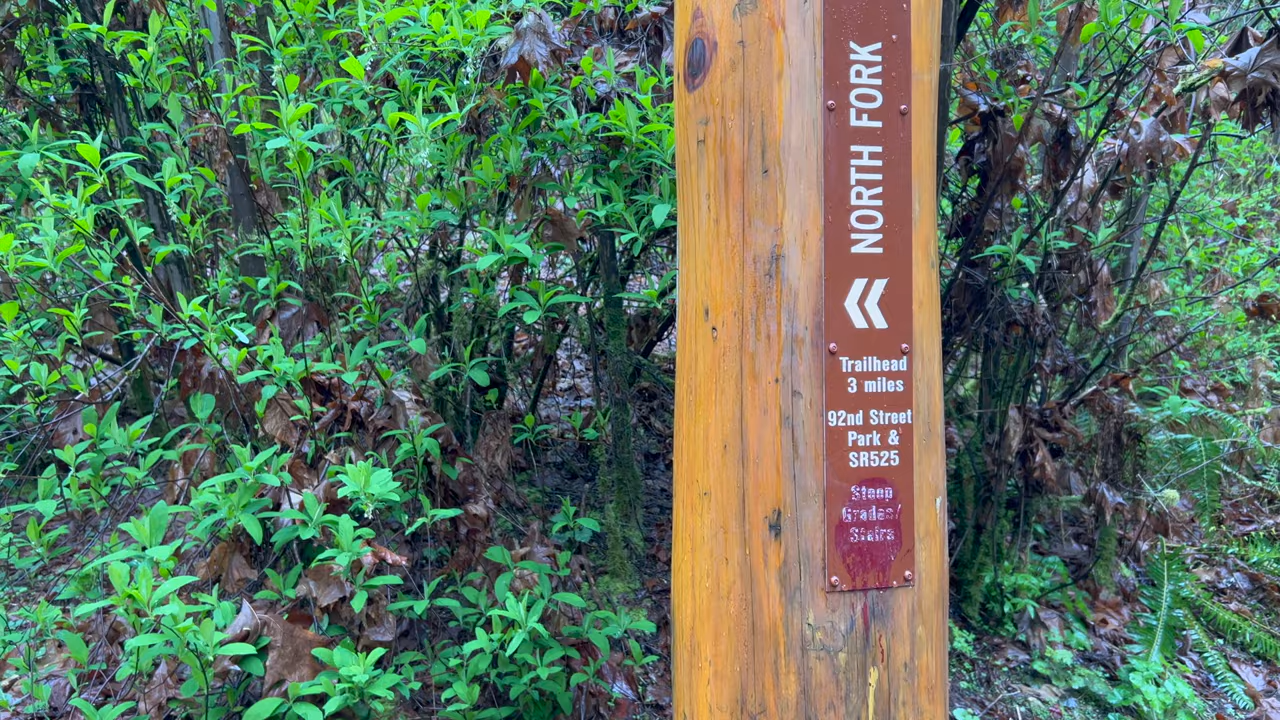 NORTH FORK
Trailhead
3 miles
92nd Street
Park &
SR525
Steep
Grades/
Stairs